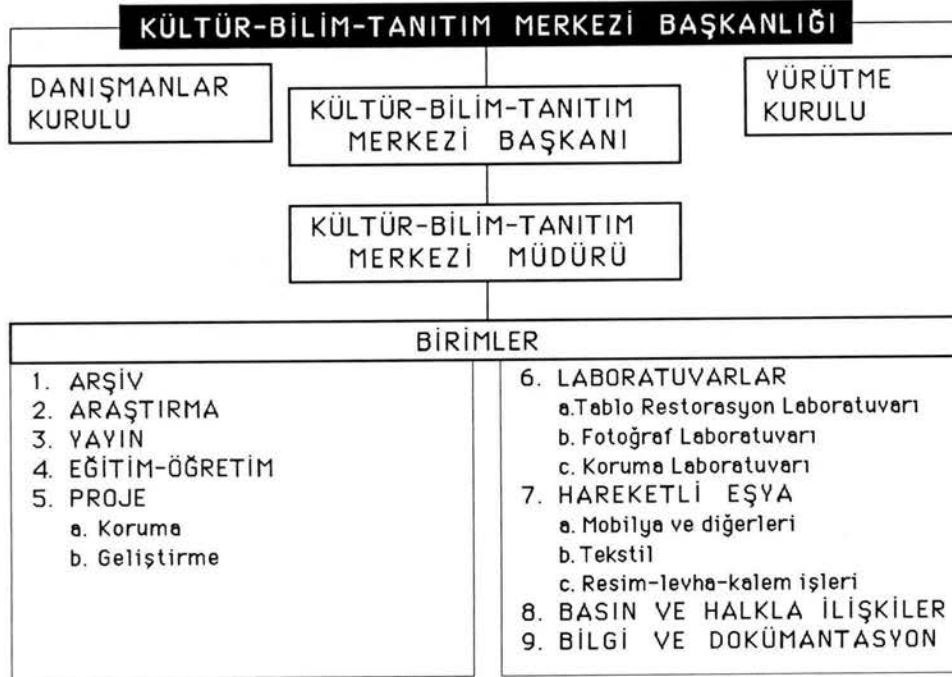 KÜLTÜR-BİLİM-TANITIM MERKEZİ BAŞKANLIĞI
DANIŞMANLAR
KURULU
KÜLTÜR-BİLİM-TANITIM
MERKEZİ BAŞKANI
YÜRÜTME
KURULU
KÜLTÜR-BİLİM-TANITIM
MERKEZİ MÜDÜRÜ
BİRİMLER
1. ARŞİV
2. ARAŞTIRMA
3. YAYIN
4. EĞİTİM-ÖĞRETİM
5. PROJE
a. Koruma
b. Geliştirme
6. LABORATUVARLAR
a.Tablo Restorasyon Laboratuvarı
b. Fotoğraf Laboratuvarı
c. Koruma Laboratuvarı
7. HAREKETLİ EŞYA
a. Mobilya ve diğerleri
b. Tekstil
c. Resim-levha-kalem işleri
8. BASIN VE HALKLA İLİŞKİLER
9. BİLGİ VE DOKÜMANTASYON